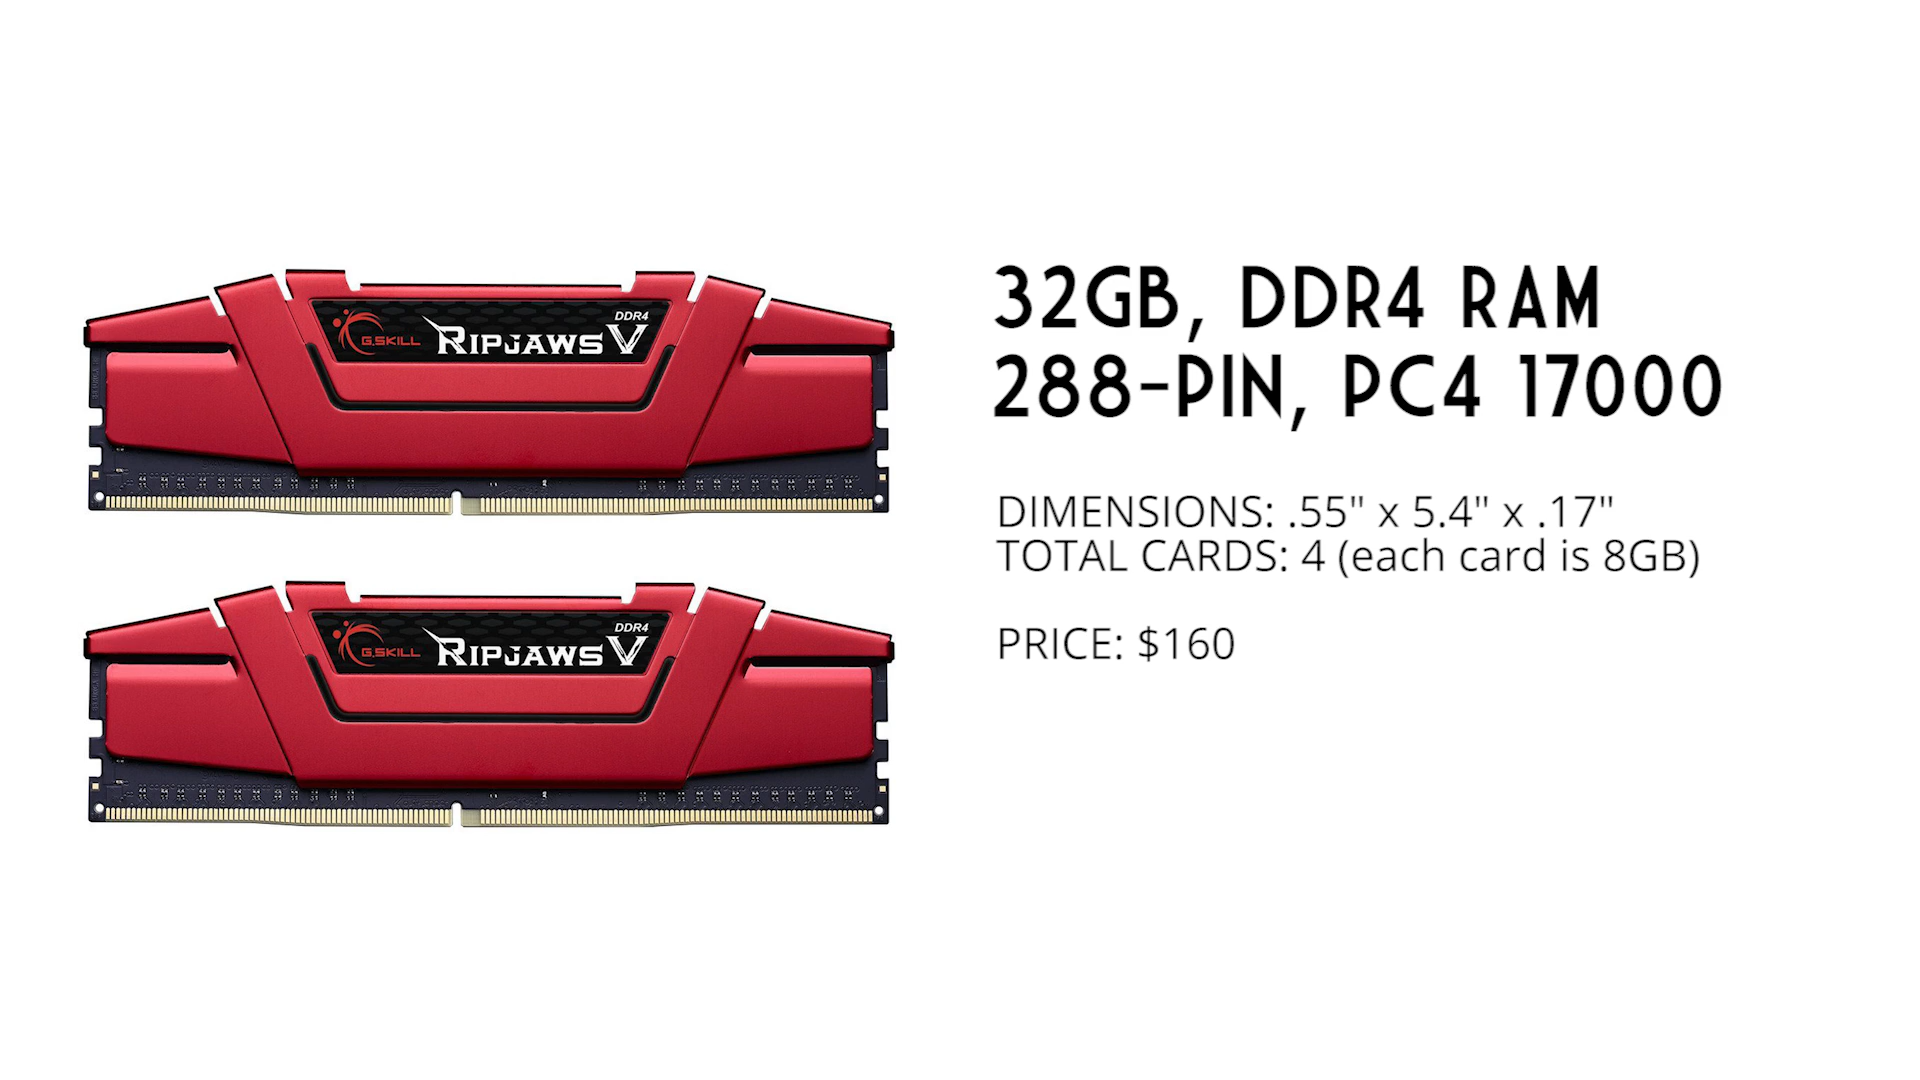 DDR4
G.SKILL RIPJAWS V
DDR4
G.SKILL RIPJAWS V
32GB, DDR4 RAM
288-PIN, PC4 17000
DIMENSIONS: .55" x 5.4" x .17"
TOTAL CARDS: 4 (each card is 8GB)
PRICE: $160